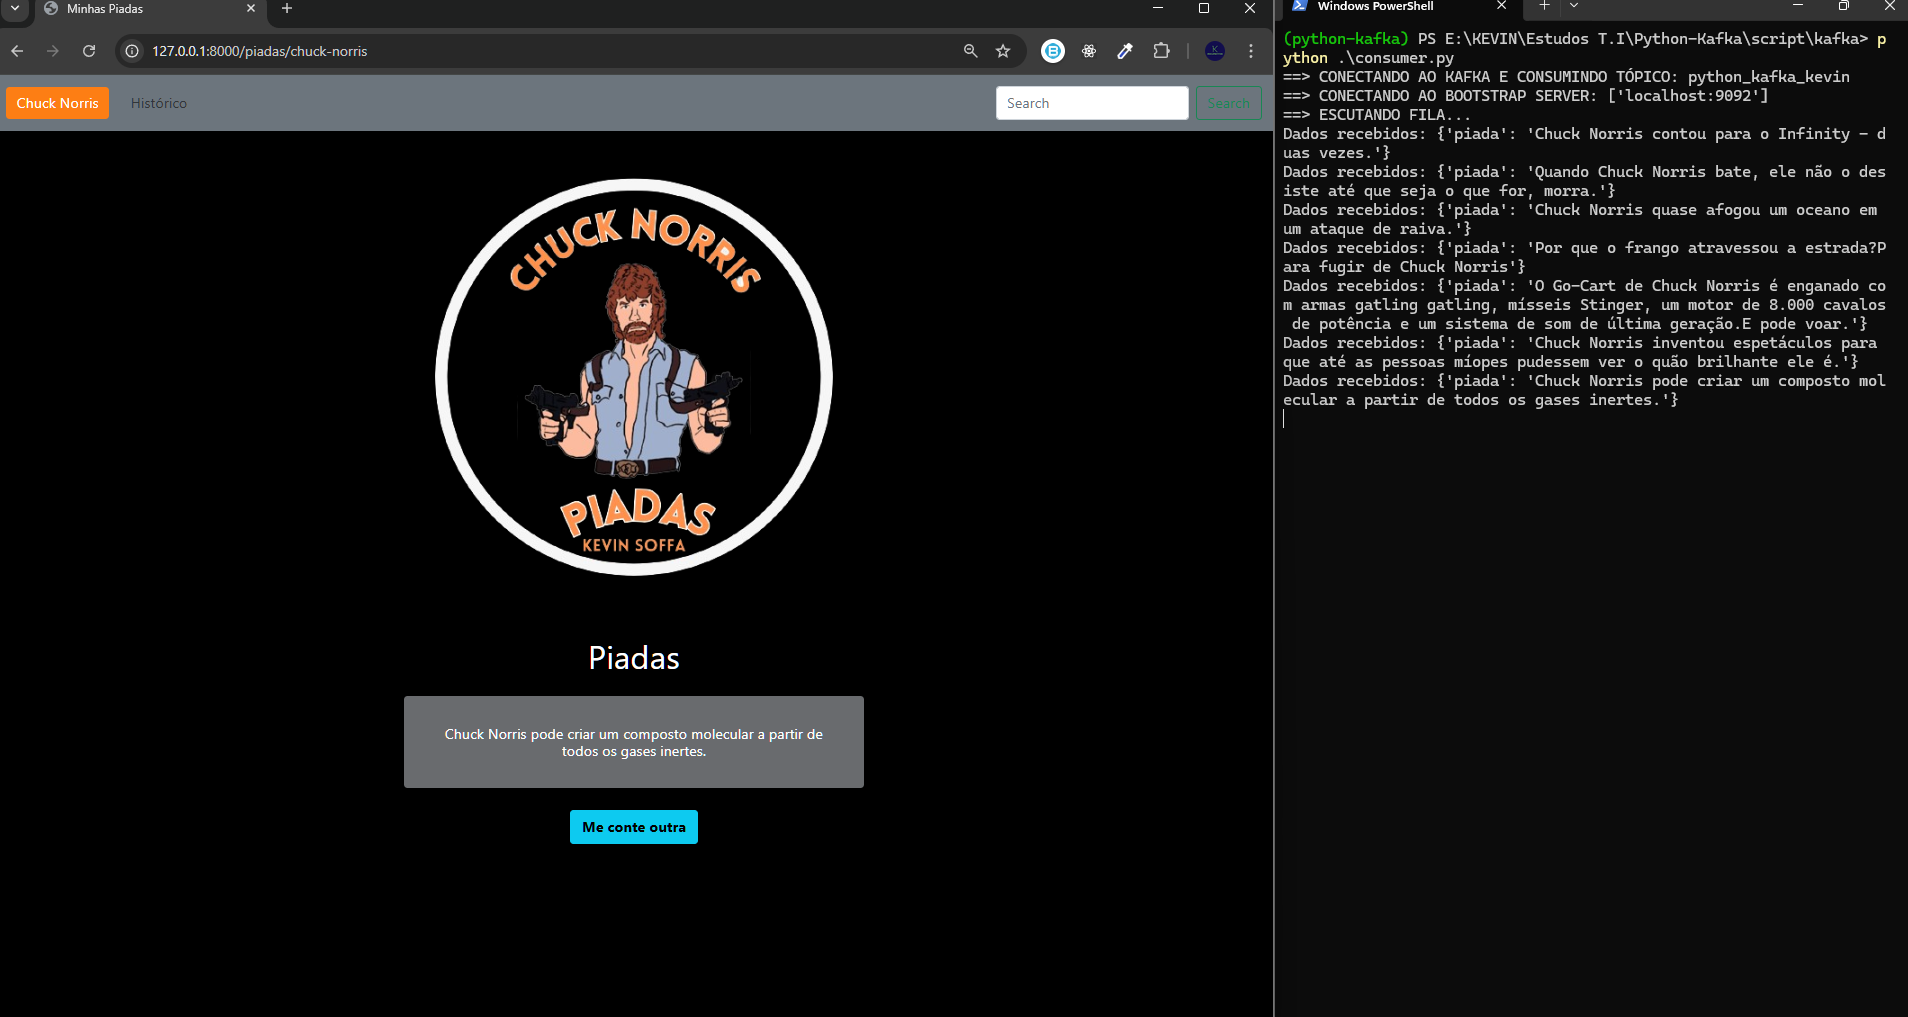 Minhas Piadas
127.0.0.1:8000/piadas/chuck-norris
Chuck Norris
Histórico
Search
Search
CHUCK NORRIS
PIADAS
KEVIN SOFFA
Piadas
Chuck Norris pode criar um composto molecular a partir de
todos os gases inertes.
Me conte outra
Windows PowerShell
(python-kafka) PS E:\KEVIN\Estudos T.I\Python-Kafka\script\kafka> p
ython .\consumer.py
==> CONECTANDO AO KAFKA E CONSUMINDO TÓPICO: python_kafka_kevin
==> CONECTANDO AO BOOTSTRAP SERVER: ['localhost:9092']
==> ESCUTANDO FILA...
Dados recebidos: {'piada': 'Chuck Norris contou para o Infinity - d
uas vezes.'}
Dados recebidos: {'piada': 'Quando Chuck Norris bate, ele não o des
iste até que seja o que for, morra.'}
Dados recebidos: {'piada': 'Chuck Norris quase afogou um oceano em
um ataque de raiva.'}
Dados recebidos: {'piada': 'Por que o frango atravessou a estrada?P
ara fugir de Chuck Norris'}
Dados recebidos: {'piada': 'O Go-Cart de Chuck Norris é enganado co
m armas gatling gatling, mísseis Stinger, um motor de 8.000 cavalos
de potência e um sistema de som de última geração.E pode voar.'}
Dados recebidos: {'piada': 'Chuck Norris inventou espetáculos para
que até as pessoas míopes pudessem ver o quão brilhante ele é.'}
Dados recebidos: {'piada': 'Chuck Norris pode criar um composto mol
ecular a partir de todos os gases inertes.'}